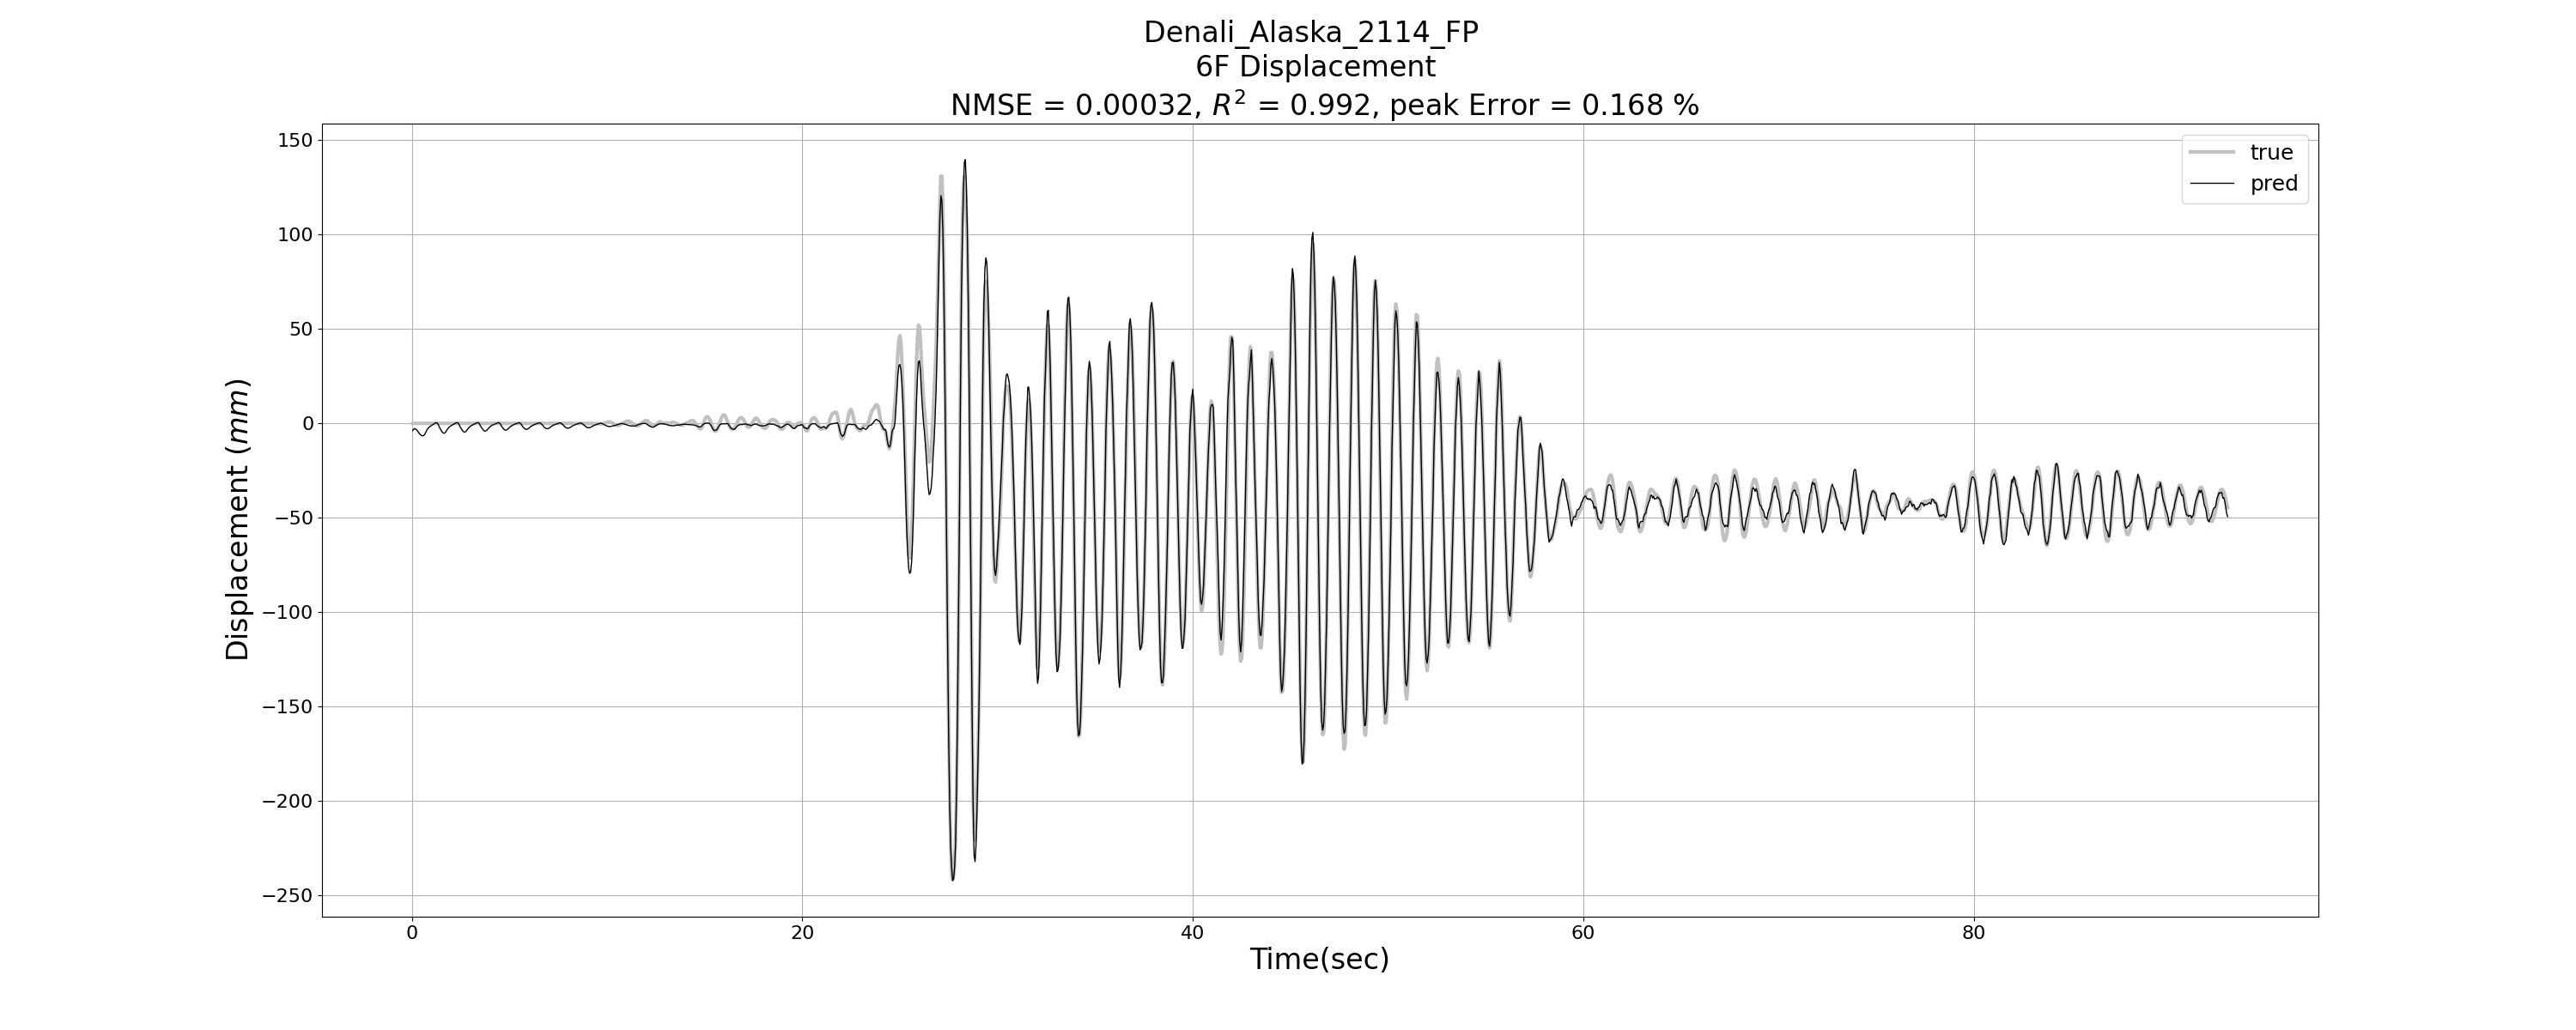 Denali_Alaska_2114_FP
6F Displacement
NMSE = 0.00032, R² = 0.992, peak Error = 0.168 %
150
100
50
0
−50
−100
−150
−200
−250
Displacement (mm)
true
pred
0 20 40 60 80
Time(sec)